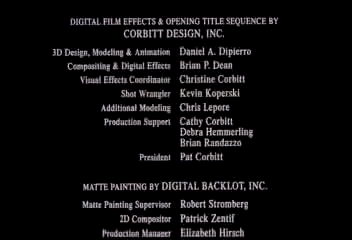 DIGITAL FILM EFFECTS & OPENING TITLE SEQUENCE BY
CORBITT DESIGN, INC.
3D Design, Modeling & Animation Daniel A. Dipierro
Compositing & Digital Effects Brian P. Dean
Visual Effects Coordinator Christine Corbitt
Shot Wrangler Kevin Koperski
Additional Modeling Chris Lepore
Production Support Cathy Corbitt
Debra Hemmerling
Brian Randazzo
President Pat Corbitt
MATTE PAINTING BY DIGITAL BACKLOT, INC.
Matte Painting Supervisor Robert Stromberg
2D Compositor Patrick Zentif
Production Manager Elizabeth Hirsch